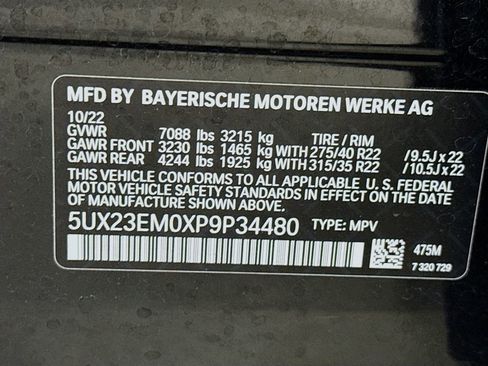 MFD BY BAYERISCHE MOTOREN WERKE AG
10/22
GVWR 7088 lbs 3215 kg TIRE / RIM
GAWR FRONT 3230 lbs 1465 kg WITH 275/40 R22 /9.5J x 22
GAWR REAR 4244 lbs 1925 kg WITH 315/35 R22 /10.5J x 22
THIS VEHICLE CONFORMS TO ALL APPLICABLE U. S. FEDERAL
MOTOR VEHICLE SAFETY STANDARDS IN EFFECT ON THE
DATE OF MANUFACTURE SHOWN ABOVE.
5UX23EM0XP9P34480 TYPE: MPV
475M
7 320 729